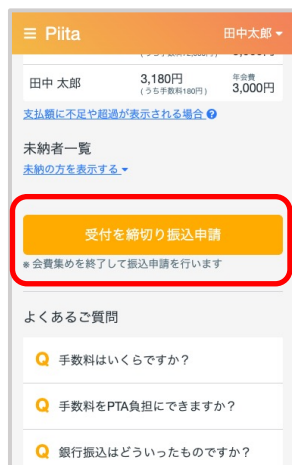 ≡ Piita 田中太郎▼
田中 太郎 3,180円 年会費
(うち手数料180円) 3,000円
支払額に不足や超過が表示される場合 ?
未納者一覧
未納の方を表示する ▾
受付を締切り振込申請
※ 会費集めを終了して振込申請を行います
よくあるご質問
Q 手数料はいくらですか？
Q 手数料をPTA負担にできますか？
Q 銀行振込はどういったものですか？